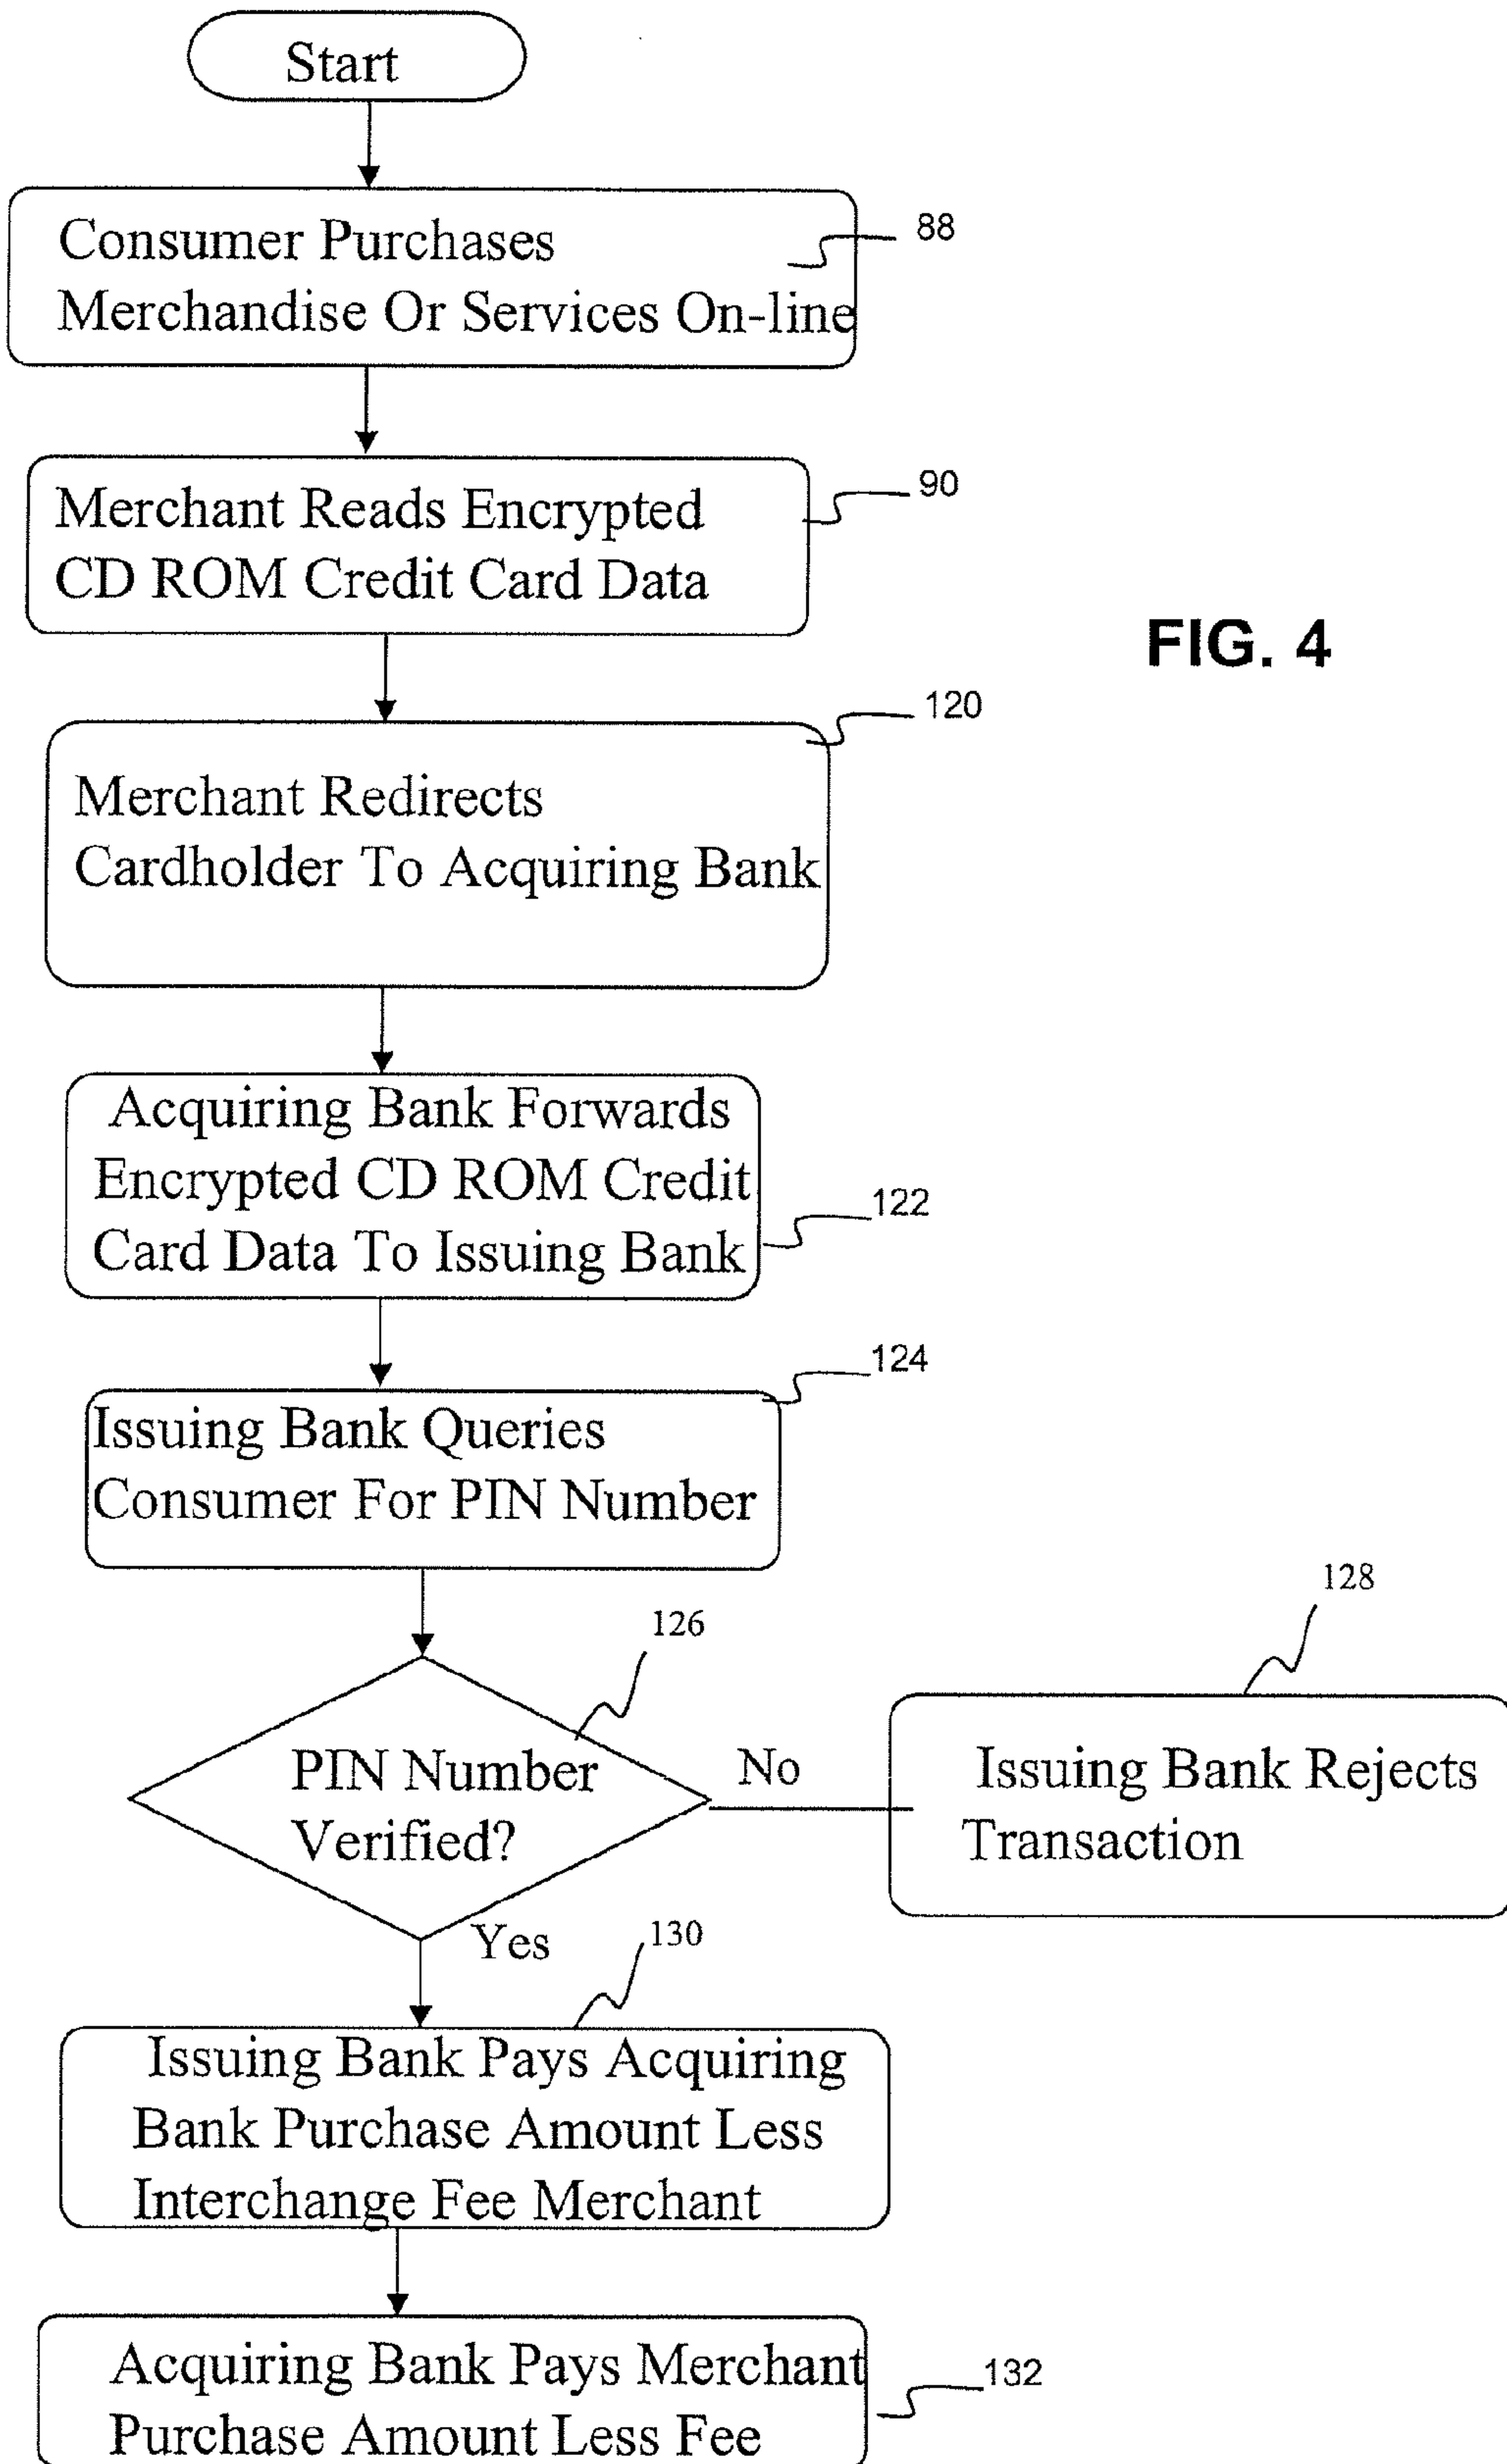 Start
Consumer Purchases
Merchandise Or Services On-line
88
Merchant Reads Encrypted
CD ROM Credit Card Data
90
FIG. 4
Merchant Redirects
Cardholder To Acquiring Bank
120
Acquiring Bank Forwards
Encrypted CD ROM Credit
Card Data To Issuing Bank
122
Issuing Bank Queries
Consumer For PIN Number
124
PIN Number
Verified?
126
No
Issuing Bank Rejects
Transaction
128
Yes
130
Issuing Bank Pays Acquiring
Bank Purchase Amount Less
Interchange Fee Merchant
Acquiring Bank Pays Merchant
Purchase Amount Less Fee
132